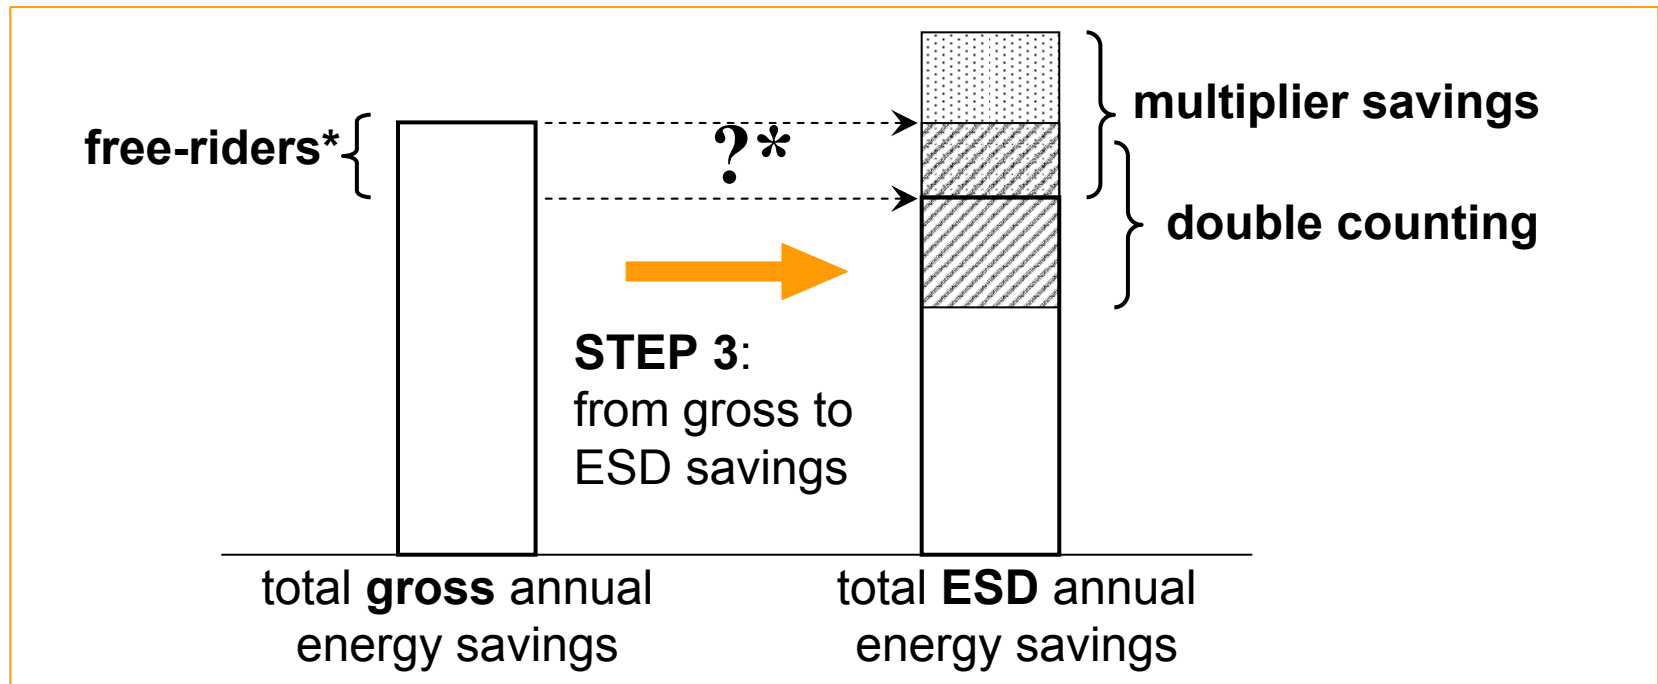 multiplier savings
free-riders*
?*
double counting
STEP 3:
from gross to
ESD savings
total gross annual
energy savings
total ESD annual
energy savings